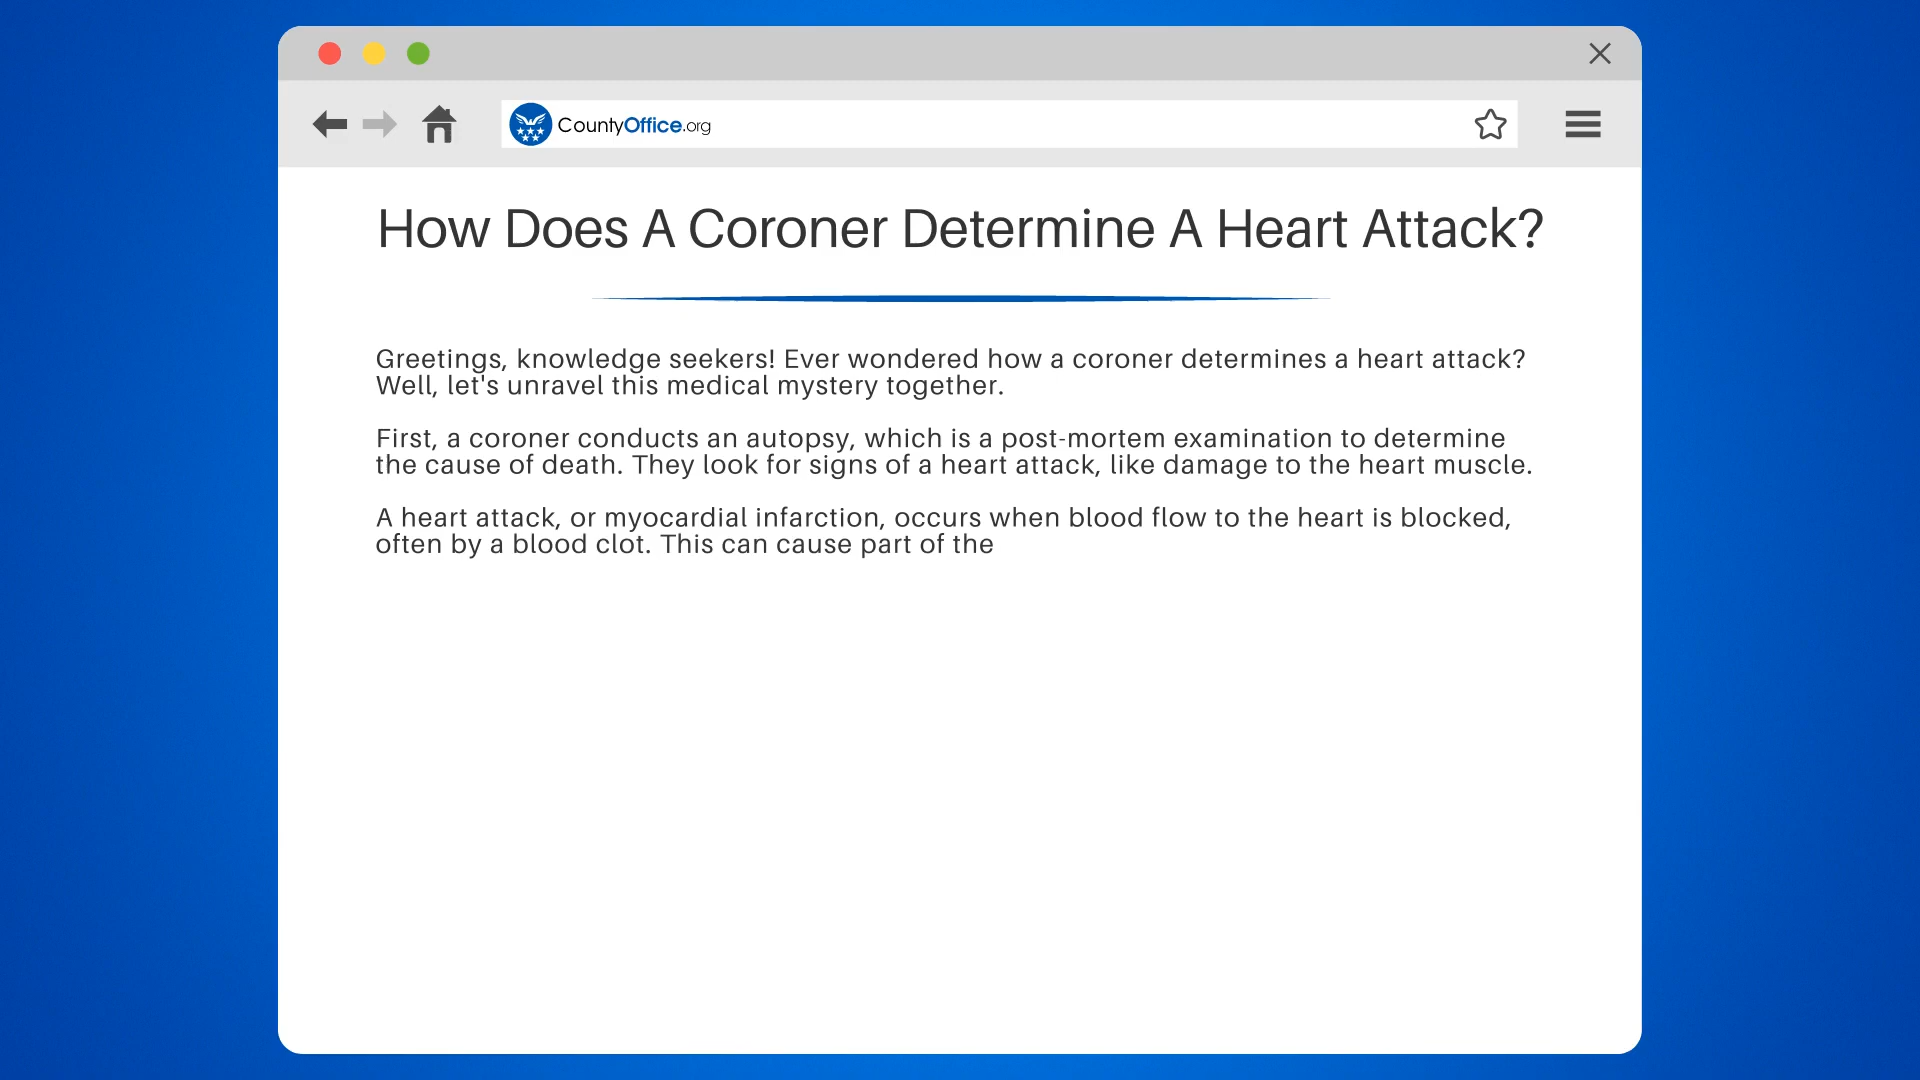 CountyOffice.org
How Does A Coroner Determine A Heart Attack?
Greetings, knowledge seekers! Ever wondered how a coroner determines a heart attack?
Well, let's unravel this medical mystery together.
First, a coroner conducts an autopsy, which is a post-mortem examination to determine
the cause of death. They look for signs of a heart attack, like damage to the heart muscle.
A heart attack, or myocardial infarction, occurs when blood flow to the heart is blocked,
often by a blood clot. This can cause part of the